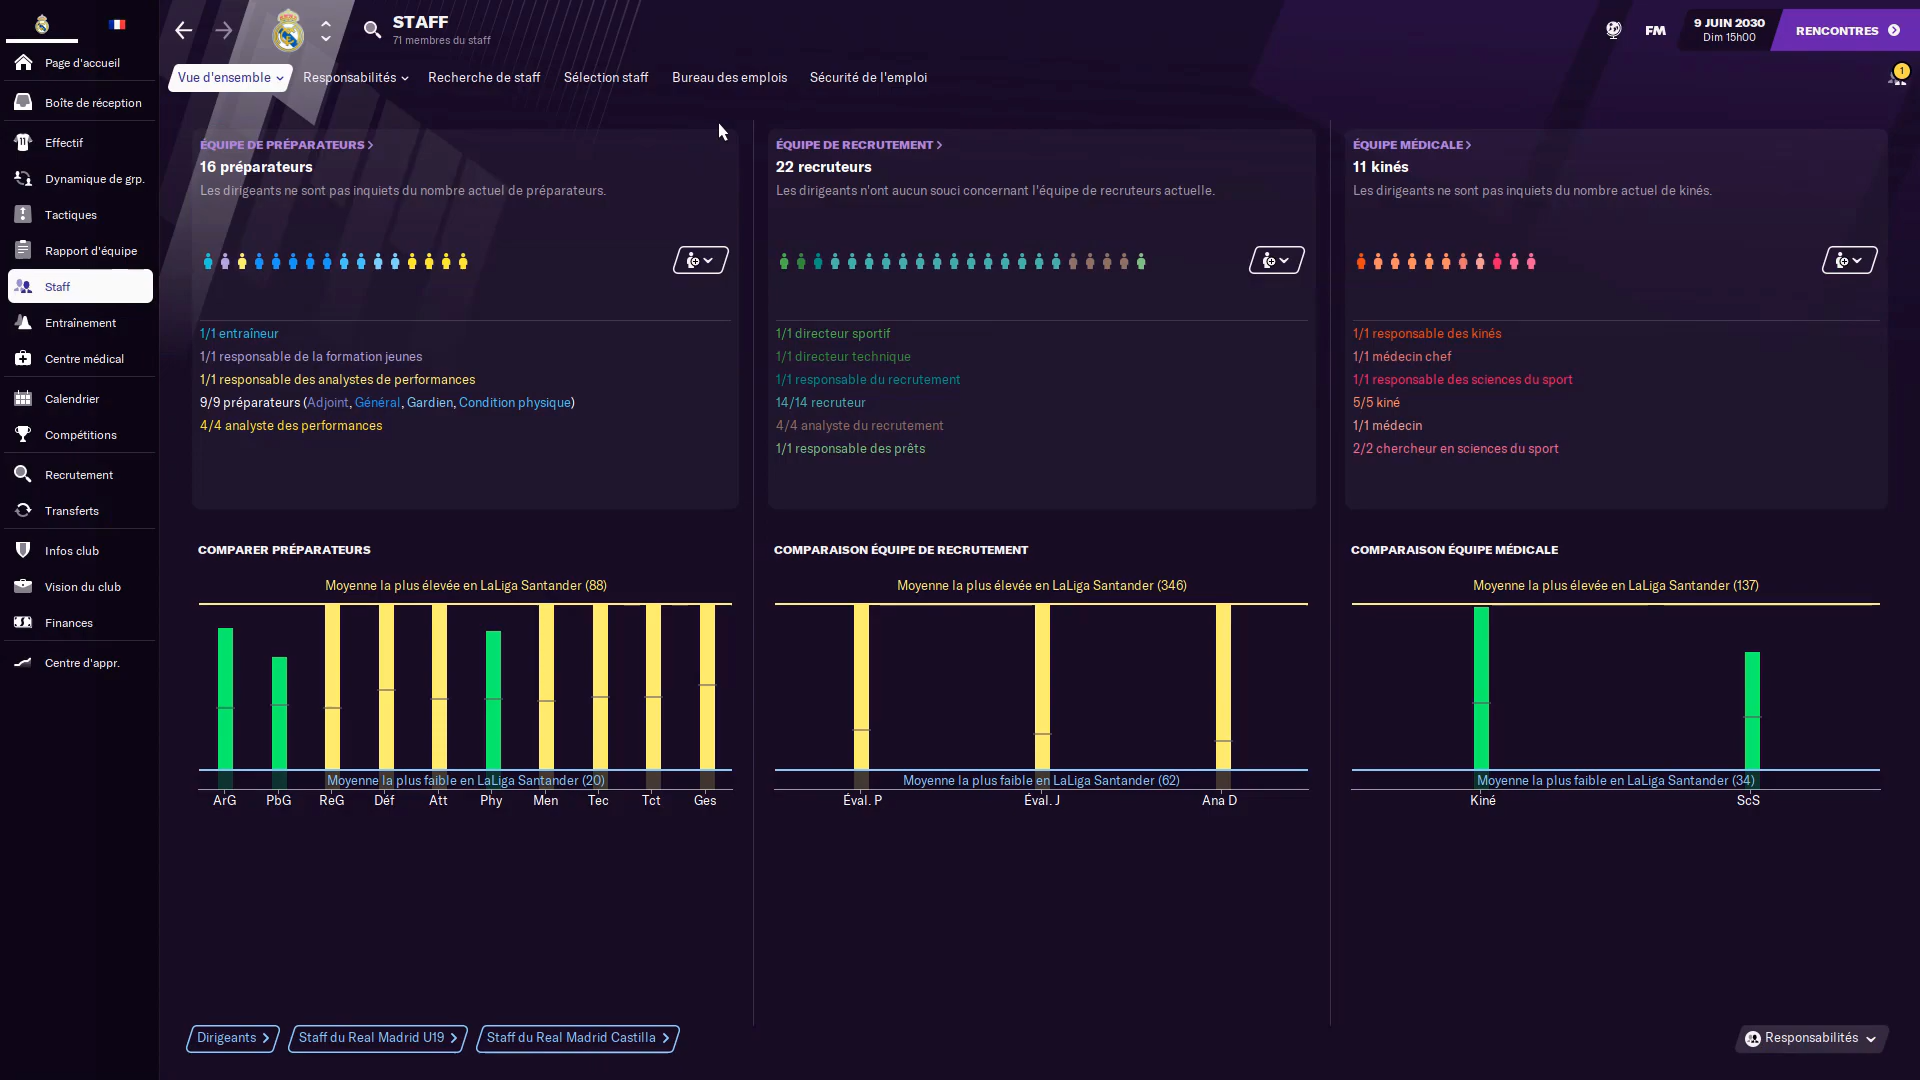 STAFF
71 membres du staff
FM
9 JUIN 2030
Dim 15h00
RENCONTRES
1
Page d'accueil
Boîte de réception
Effectif
Dynamique de grp.
Tactiques
Rapport d'équipe
Staff
Entraînement
Centre médical
Calendrier
Compétitions
Recrutement
Transferts
Infos club
Vision du club
Finances
Centre d'appr.
Vue d'ensemble
Responsabilités
Recherche de staff
Sélection staff
Bureau des emplois
Sécurité de l'emploi
ÉQUIPE DE PRÉPARATEURS
16 préparateurs
Les dirigeants ne sont pas inquiets du nombre actuel de préparateurs.
1/1 entraîneur
1/1 responsable de la formation jeunes
1/1 responsable des analystes de performances
9/9 préparateurs (Adjoint, Général, Gardien, Condition physique)
4/4 analyste des performances
ÉQUIPE DE RECRUTEMENT
22 recruteurs
Les dirigeants n'ont aucun souci concernant l'équipe de recruteurs actuelle.
1/1 directeur sportif
1/1 directeur technique
1/1 responsable du recrutement
14/14 recruteur
4/4 analyste du recrutement
1/1 responsable des prêts
ÉQUIPE MÉDICALE
11 kinés
Les dirigeants ne sont pas inquiets du nombre actuel de kinés.
1/1 responsable des kinés
1/1 médecin chef
1/1 responsable des sciences du sport
5/5 kiné
1/1 médecin
2/2 chercheur en sciences du sport
COMPARER PRÉPARATEURS
Moyenne la plus élevée en LaLiga Santander (88)
Moyenne la plus faible en LaLiga Santander (20)
ArG PbG ReG Déf Att Phy Men Tec Tct Ges
COMPARAISON ÉQUIPE DE RECRUTEMENT
Moyenne la plus élevée en LaLiga Santander (346)
Moyenne la plus faible en LaLiga Santander (62)
Éval. P Éval. J Ana D
COMPARAISON ÉQUIPE MÉDICALE
Moyenne la plus élevée en LaLiga Santander (137)
Moyenne la plus faible en LaLiga Santander (34)
Kiné ScS
Dirigeants
Staff du Real Madrid U19
Staff du Real Madrid Castilla
Responsabilités